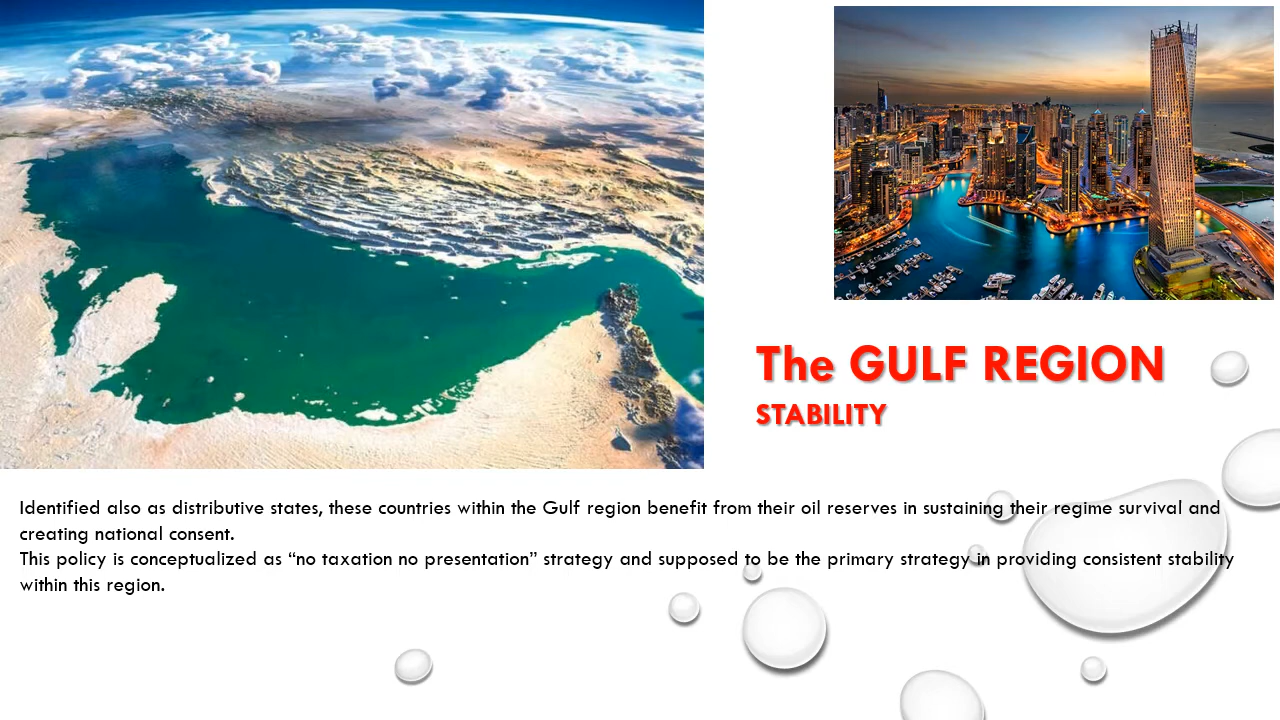 The GULF REGION
STABILITY
Identified also as distributive states, these countries within the Gulf region benefit from their oil reserves in sustaining their regime survival and
creating national consent.
This policy is conceptualized as “no taxation no presentation” strategy and supposed to be the primary strategy in providing consistent stability
within this region.